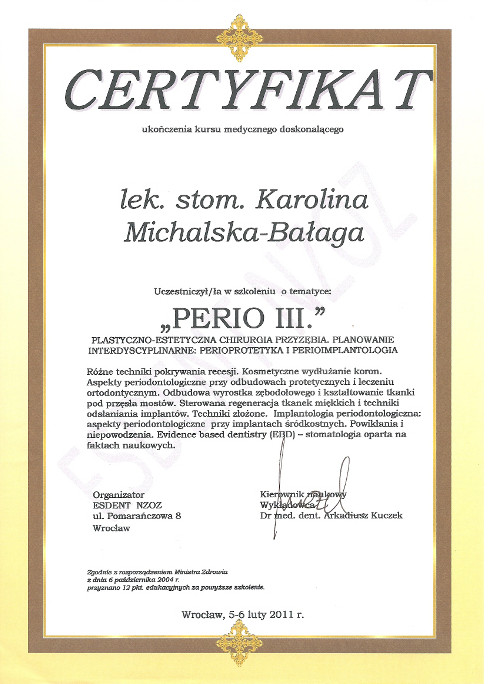 CERTYFIKAT
ukończenia kursu medycznego doskonalącego
lek. stom. Karolina
Michalska-Bałaga
Uczestniczył/ła w szkoleniu o tematyce:
„PERIO III.”
PLASTYCZNO-ESTETYCZNA CHIRURGIA PRZYZĘBIA. PLANOWANIE
INTERDYSCYPLINARNE: PERIOPROTETYKA I PERIOIMPLANTOLOGIA
Różne techniki pokrywania recesji. Kosmetyczne wydłużanie koron.
Aspekty periodontologiczne przy odbudowach protetycznych i leczeniu
ortodontycznym. Odbudowa wyrostka zębodołowego i kształtowanie tkanki
pod przęsła mostów. Sterowana regeneracja tkanek miękkich i techniki
odsłaniania implantów. Techniki złożone. Implantologia periodontologiczna:
aspekty periodontologiczne przy implantach śródkostnych. Powikłania i
niepowodzenia. Evidence based dentistry (EBD) – stomatologia oparta na
faktach naukowych.
Organizator
ESDENT NZOZ
ul. Pomarańczowa 8
Wrocław
Kierownik naukowy
Wykładowca
Dr med. dent. Arkadiusz Kuczek
Zgodnie z rozporządzeniem Ministra Zdrowia
z dnia 6 października 2004 r.
przyznano 12 pkt. edukacyjnych za powyższe szkolenie.
Wrocław, 5-6 luty 2011 r.
ESDENT NZOZ